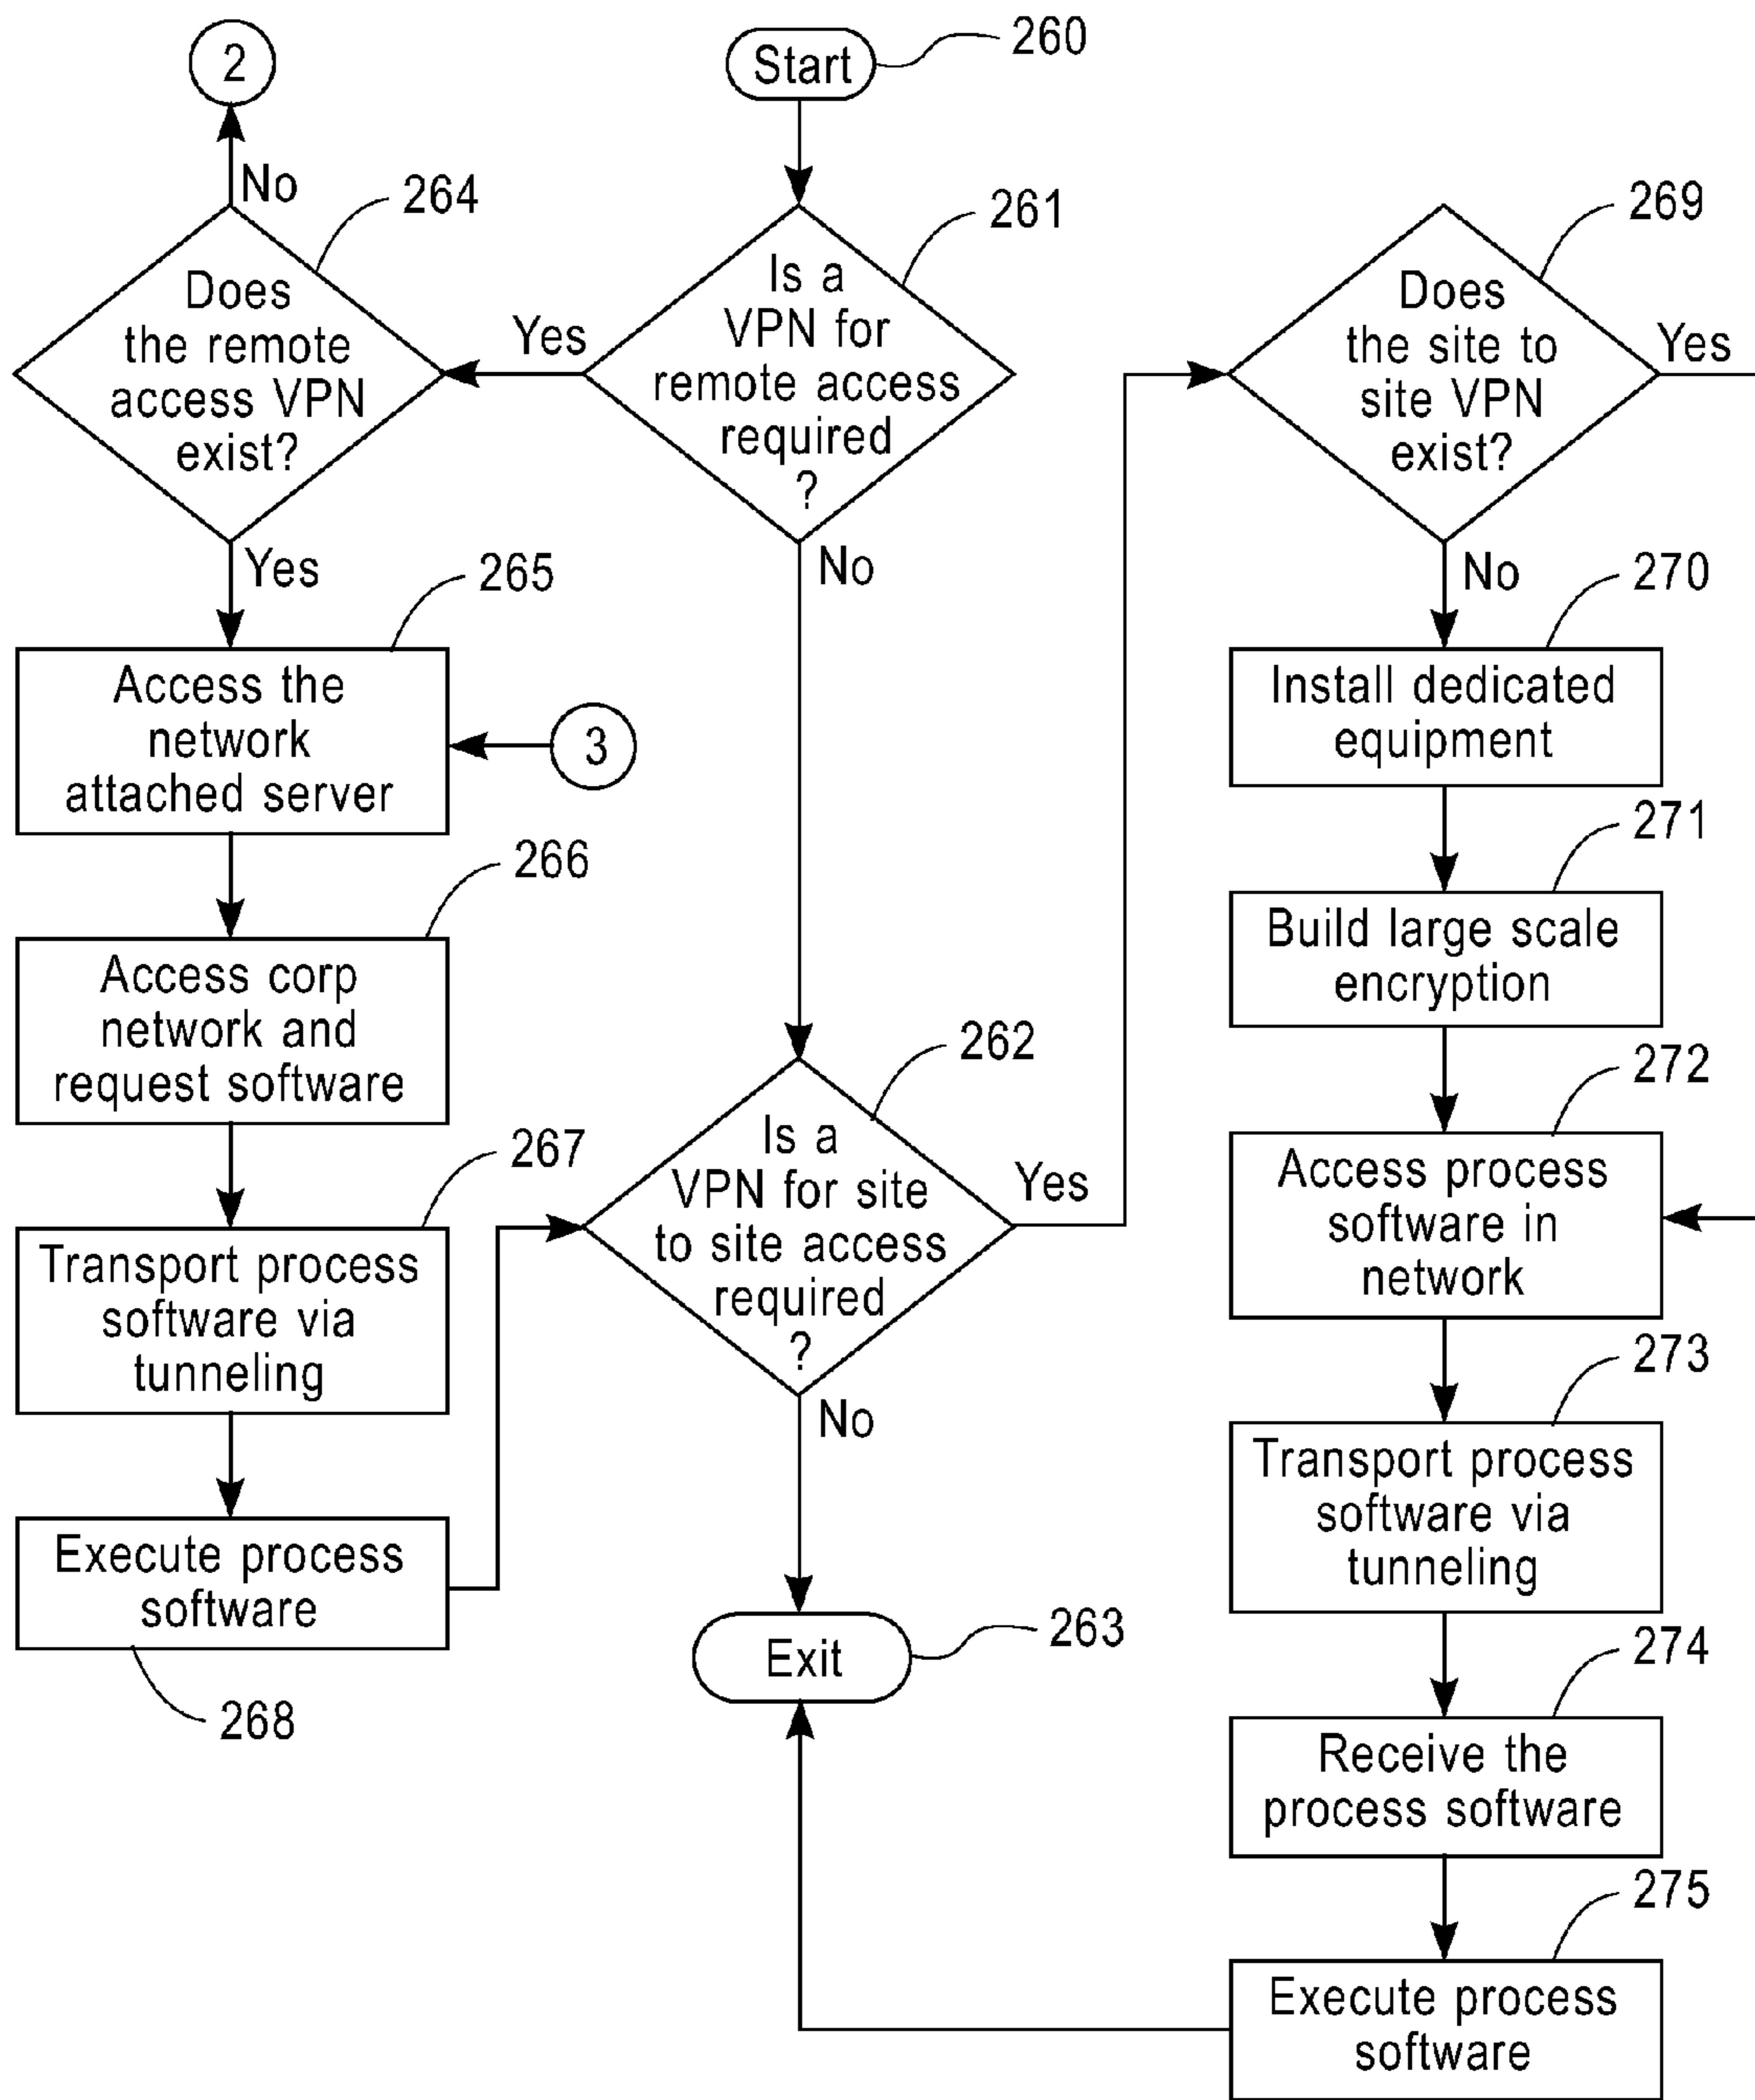 2
Start
260
No
264
261
269
Does
the remote
access VPN
exist?
Yes
Is a
VPN for
remote access
required
?
Does
the site to
site VPN
exist?
Yes
Yes
265
No
No
270
Access the
network
attached server
3
Install dedicated
equipment
266
271
Access corp
network and
request software
Build large scale
encryption
262
272
267
Is a
VPN for site
to site access
required
?
Yes
Access process
software in
network
Transport process
software via
tunneling
273
No
Transport process
software via
tunneling
Execute process
software
268
Exit
263
274
Receive the
process software
275
Execute process
software